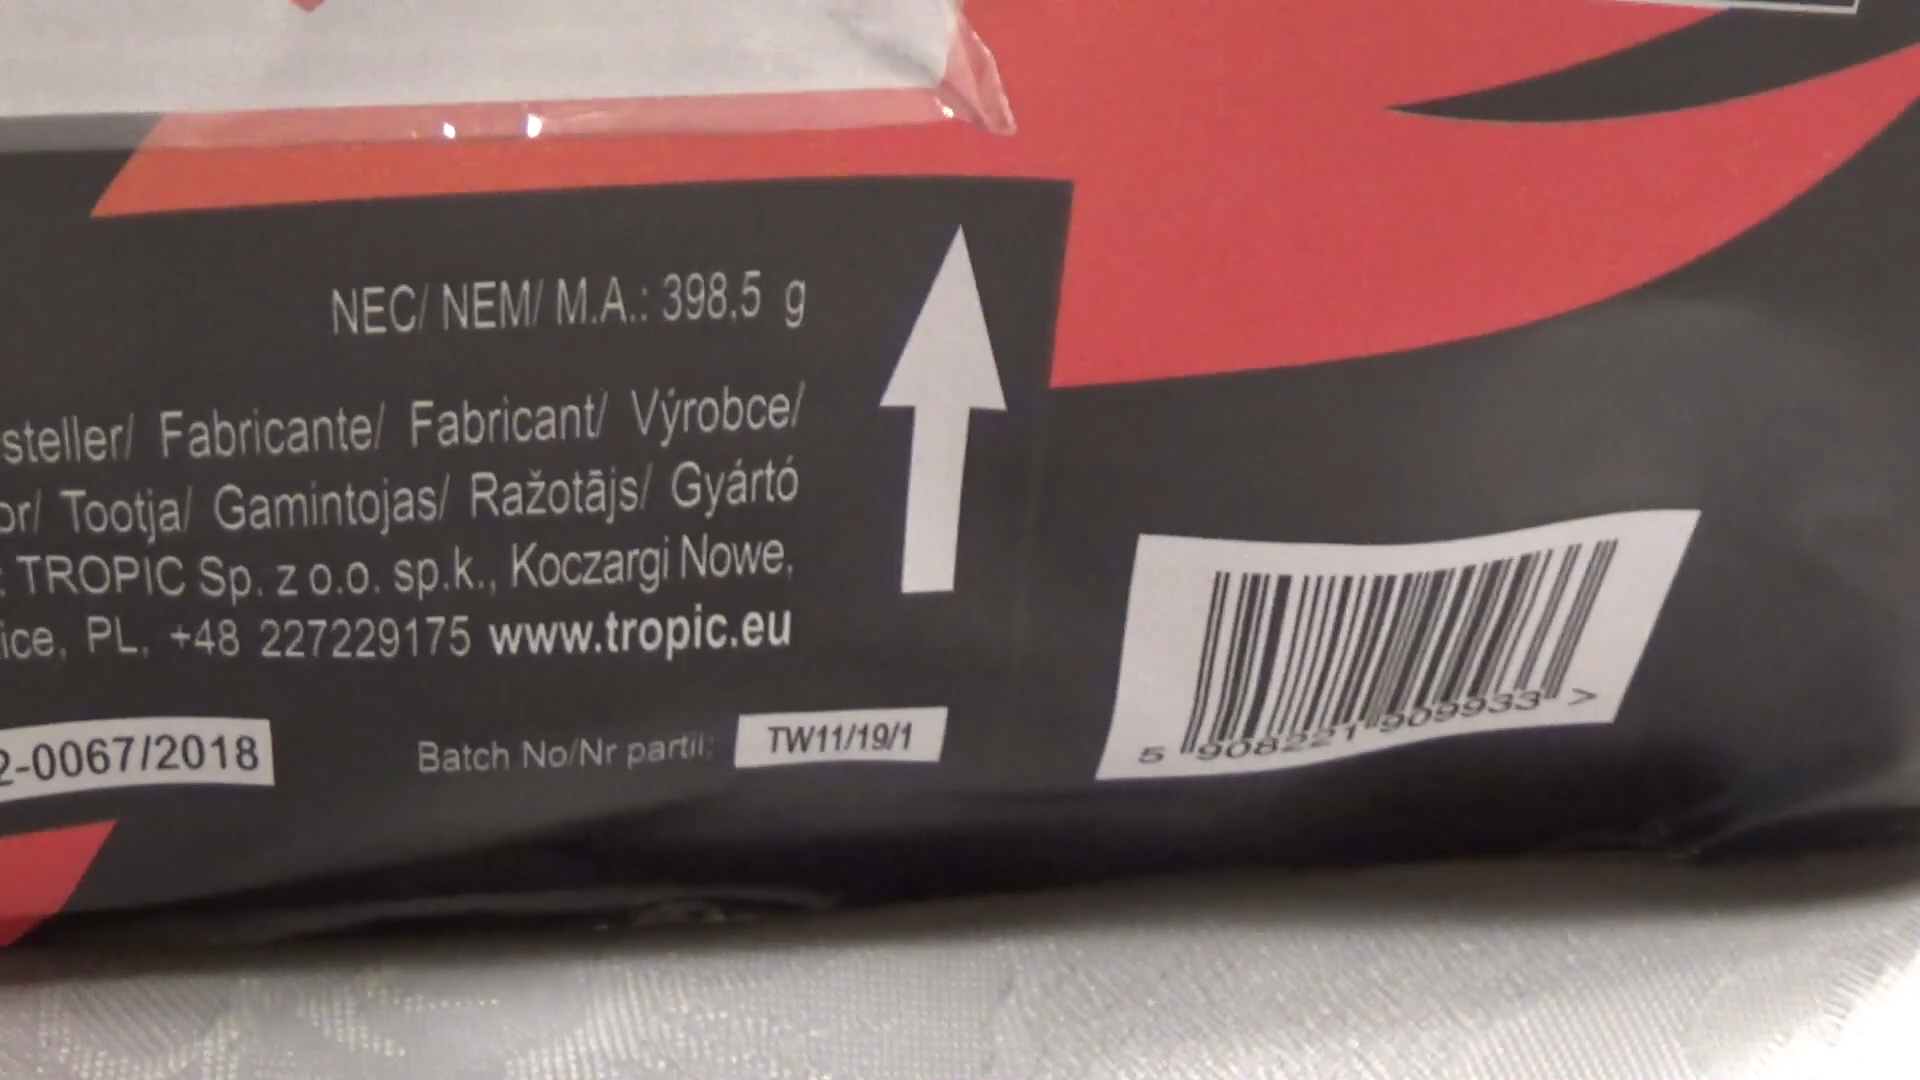 NEC/ NEM/ M.A.: 398,5 g
steller/ Fabricante/ Fabricant/ Výrobce/
or/ Tootja/ Gamintojas/ Ražotājs/ Gyártó
: TROPIC Sp. z o.o. sp.k., Koczargi Nowe,
ice, PL, +48 227229175 www.tropic.eu
2-0067/2018
Batch No/Nr partii: TW11/19/1
5 908221 909933 >